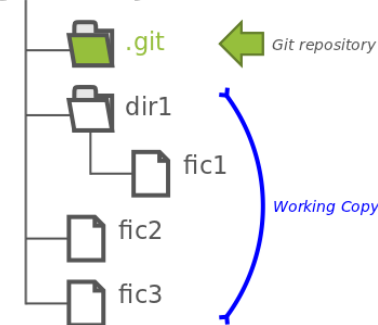 .git
Git repository
dir1
fic1
Working Copy
fic2
fic3